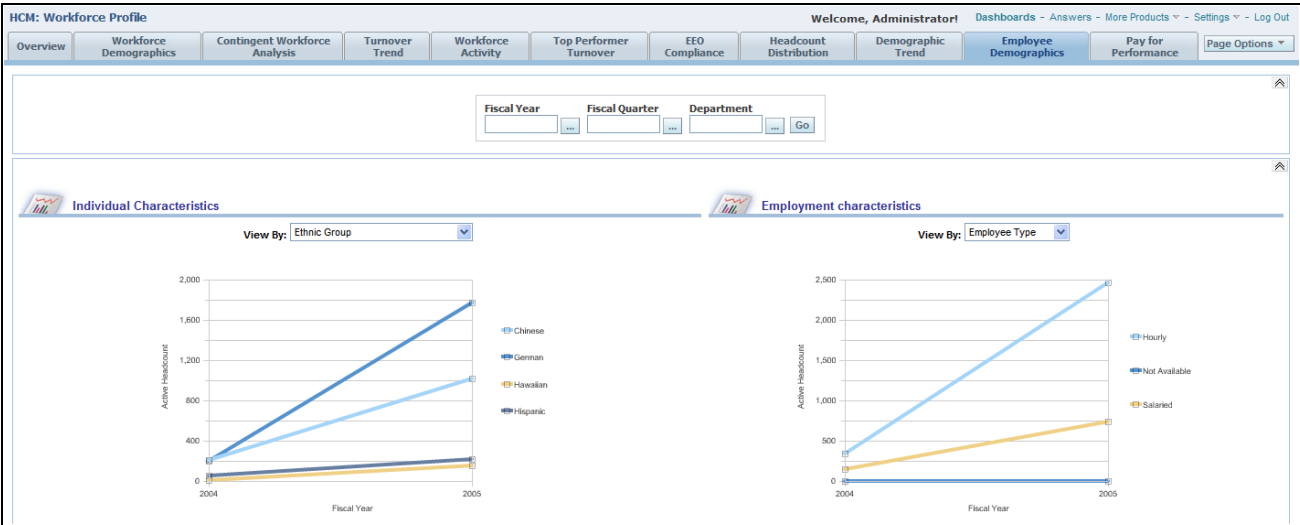 HCM: Workforce Profile
Welcome, Administrator! Dashboards - Answers - More Products - Settings - Log Out
Overview
Workforce Demographics
Contingent Workforce Analysis
Turnover Trend
Workforce Activity
Top Performer Turnover
EEO Compliance
Headcount Distribution
Demographic Trend
Employee Demographics
Pay for Performance
Page Options
Fiscal Year Fiscal Quarter Department
... ... ... Go
Individual Characteristics
View By: Ethnic Group
2,000
1,600
1,200
800
400
0
Active Headcount
2004 2005
Fiscal Year
Chinese
German
Hawaiian
Hispanic
Employment characteristics
View By: Employee Type
2,500
2,000
1,500
1,000
500
0
Active Headcount
2004 2005
Fiscal Year
Hourly
Not Available
Salaried